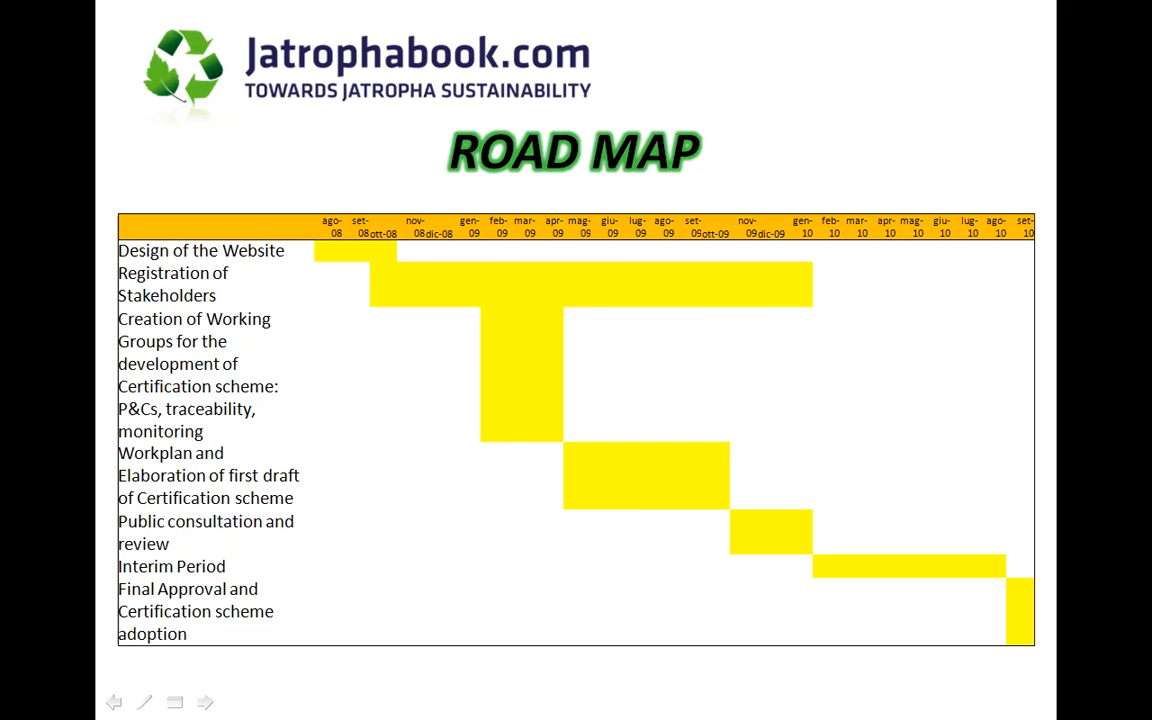 Jatrophabook.com
TOWARDS JATROPHA SUSTAINABILITY
ROAD MAP
ago-08 set-08 ott-08 nov-08 dic-08 gen-09 feb-09 mar-09 apr-09 mag-09 giu-09 lug-09 ago-09 set-09 ott-09 nov-09 dic-09 gen-10 feb-10 mar-10 apr-10 mag-10 giu-10 lug-10 ago-10 set-10
Design of the Website
Registration of
Stakeholders
Creation of Working
Groups for the
development of
Certification scheme:
P&Cs, traceability,
monitoring
Workplan and
Elaboration of first draft
of Certification scheme
Public consultation and
review
Interim Period
Final Approval and
Certification scheme
adoption